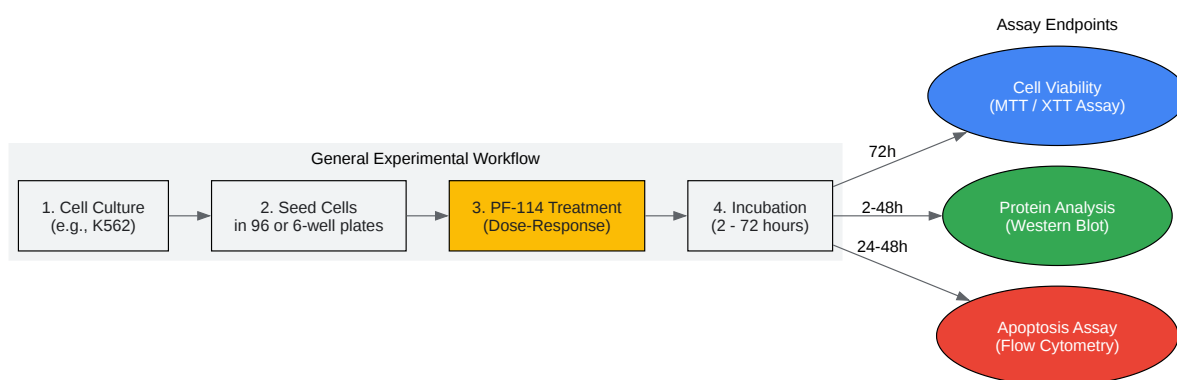 Assay Endpoints
Cell Viability
(MTT / XTT Assay)
General Experimental Workflow
72h
1. Cell Culture
(e.g., K562)
2. Seed Cells
in 96 or 6-well plates
3. PF-114 Treatment
(Dose-Response)
4. Incubation
(2 - 72 hours)
2-48h
Protein Analysis
(Western Blot)
24-48h
Apoptosis Assay
(Flow Cytometry)